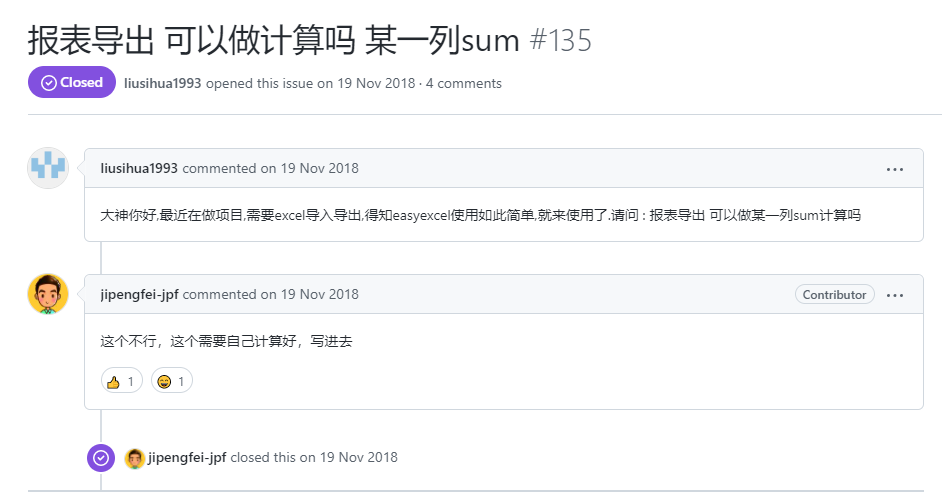 报表导出 可以做计算吗 某一列sum #135
Closed liusihua1993 opened this issue on 19 Nov 2018 · 4 comments
liusihua1993 commented on 19 Nov 2018
大神你好,最近在做项目,需要excel导入导出,得知easyexcel使用如此简单,就来使用了.请问 : 报表导出 可以做某一列sum计算吗
jipengfei-jpf commented on 19 Nov 2018 Contributor
这个不行，这个需要自己计算好，写进去
👍 1 😄 1
jipengfei-jpf closed this on 19 Nov 2018